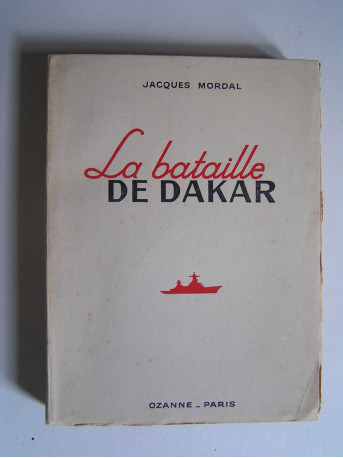 JACQUES MORDAL
La bataille
DE DAKAR
OZANNE - PARIS